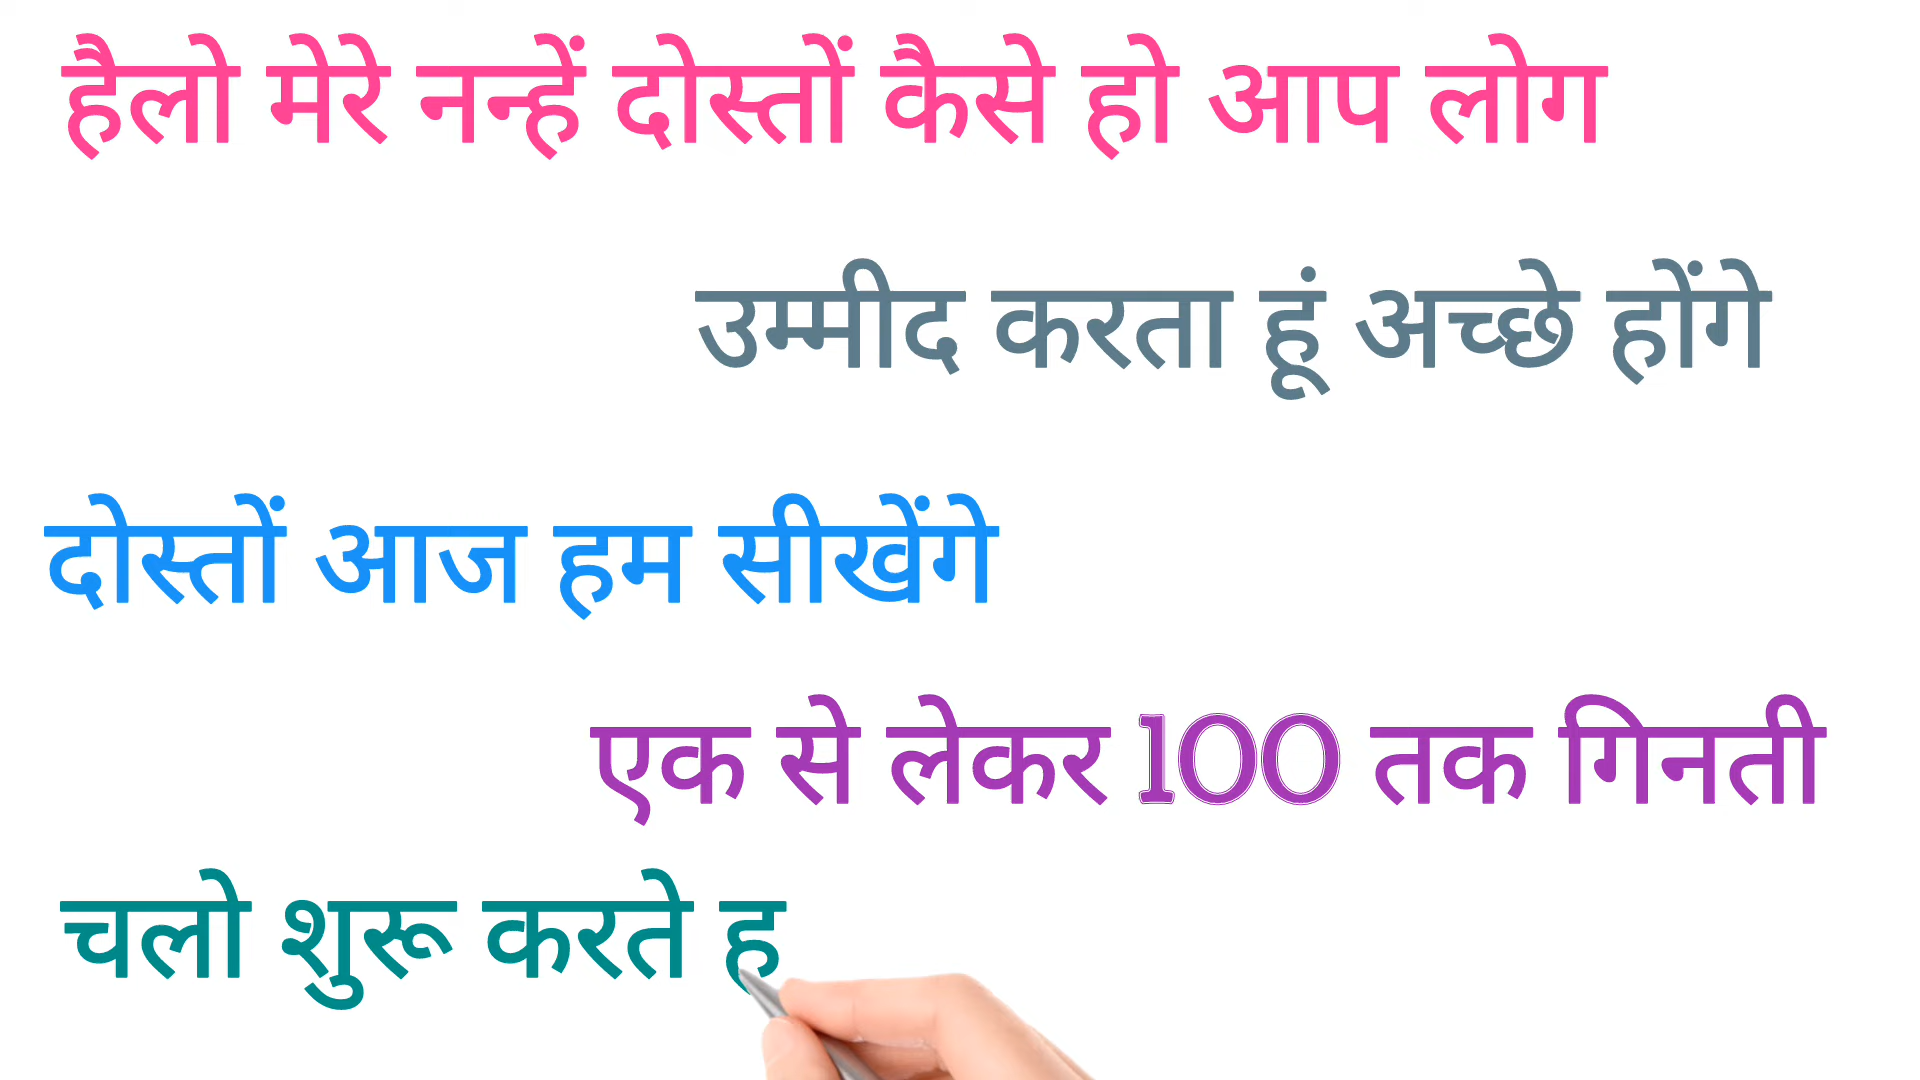 हैलो मेरे नन्हें दोस्तों कैसे हो आप लोग
उम्मीद करता हूं अच्छे होंगे
दोस्तों आज हम सीखेंगे
एक से लेकर 100 तक गिनती
चलो शुरू करते ह